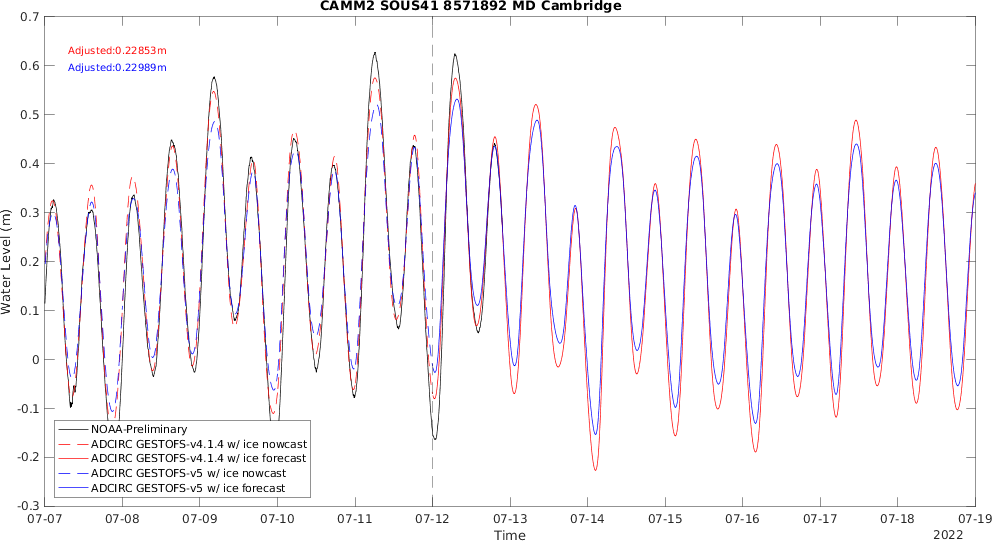 CAMM2 SOUS41 8571892 MD Cambridge
0.7
0.6
0.5
0.4
0.3
0.2
0.1
0
-0.1
-0.2
-0.3
Water Level (m)
Adjusted:0.22853m
Adjusted:0.22989m
NOAA-Preliminary
ADCIRC GESTOFS-v4.1.4 w/ ice nowcast
ADCIRC GESTOFS-v4.1.4 w/ ice forecast
ADCIRC GESTOFS-v5 w/ ice nowcast
ADCIRC GESTOFS-v5 w/ ice forecast
07-07 07-08 07-09 07-10 07-11 07-12 07-13 07-14 07-15 07-16 07-17 07-18 07-19
Time
2022